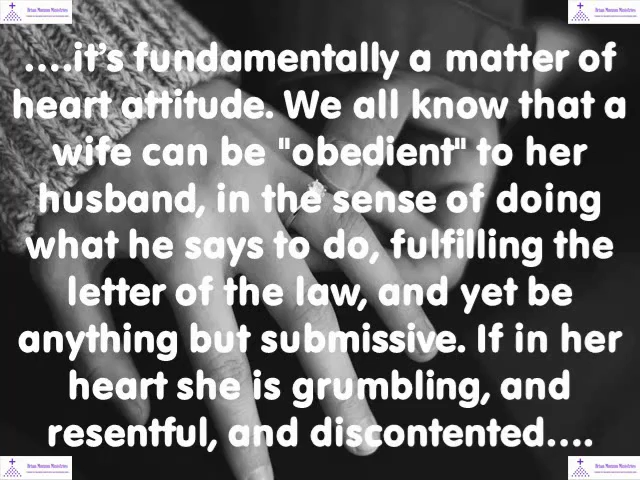 ....it's fundamentally a matter of
heart attitude. We all know that a
wife can be "obedient" to her
husband, in the sense of doing
what he says to do, fulfilling the
letter of the law, and yet be
anything but submissive. If in her
heart she is grumbling, and
resentful, and discontented....